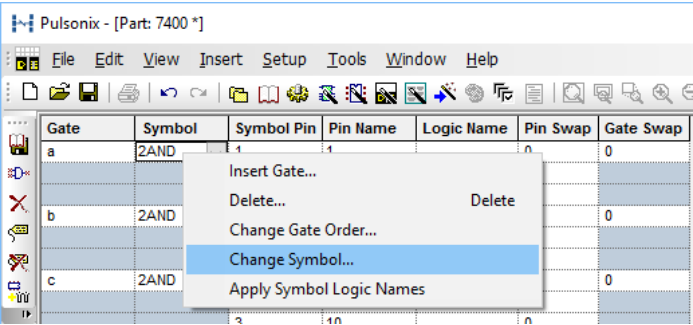 Pulsonix - [Part: 7400 *]
File Edit View Insert Setup Tools Window Help
Gate Symbol Symbol Pin Pin Name Logic Name Pin Swap Gate Swap
a 2AND 1 1 0 0
Insert Gate...
Delete... Delete
b 2AND 0
Change Gate Order...
Change Symbol...
c 2AND 0
Apply Symbol Logic Names
3 10 0